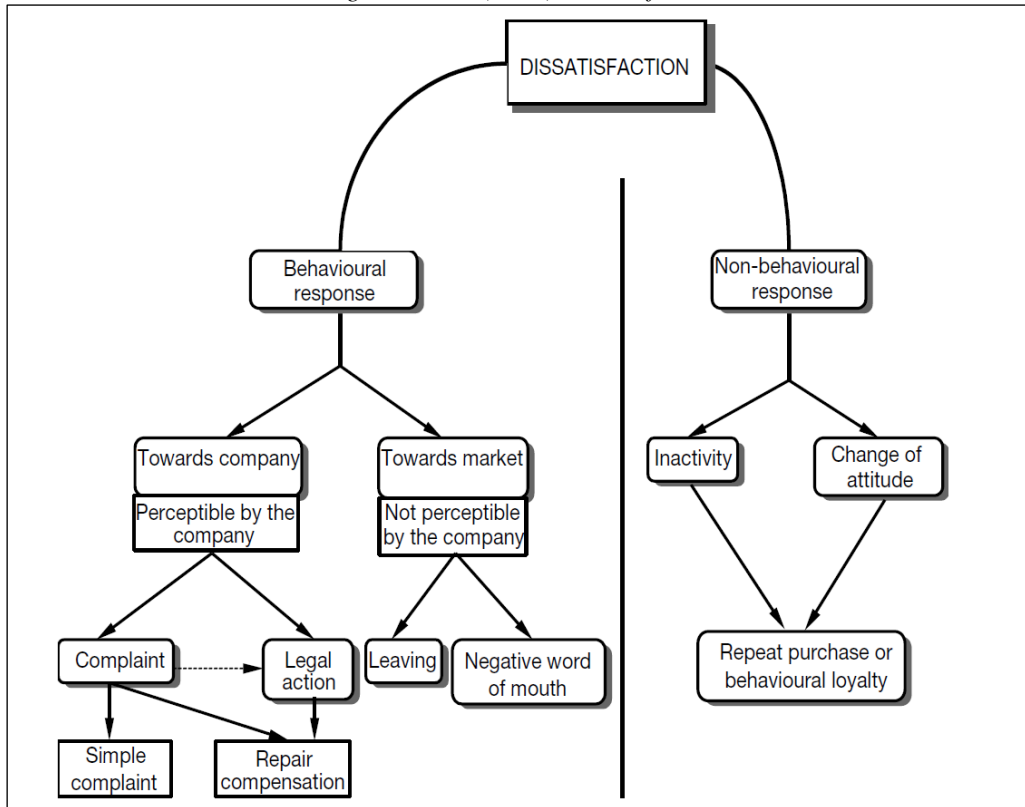 DISSATISFACTION
Behavioural
response
Non-behavioural
response
Towards company
Perceptible by the
company
Towards market
Not perceptible
by the company
Inactivity
Change of
attitude
Complaint
Legal
action
Leaving
Negative word
of mouth
Repeat purchase or
behavioural loyalty
Simple
complaint
Repair
compensation